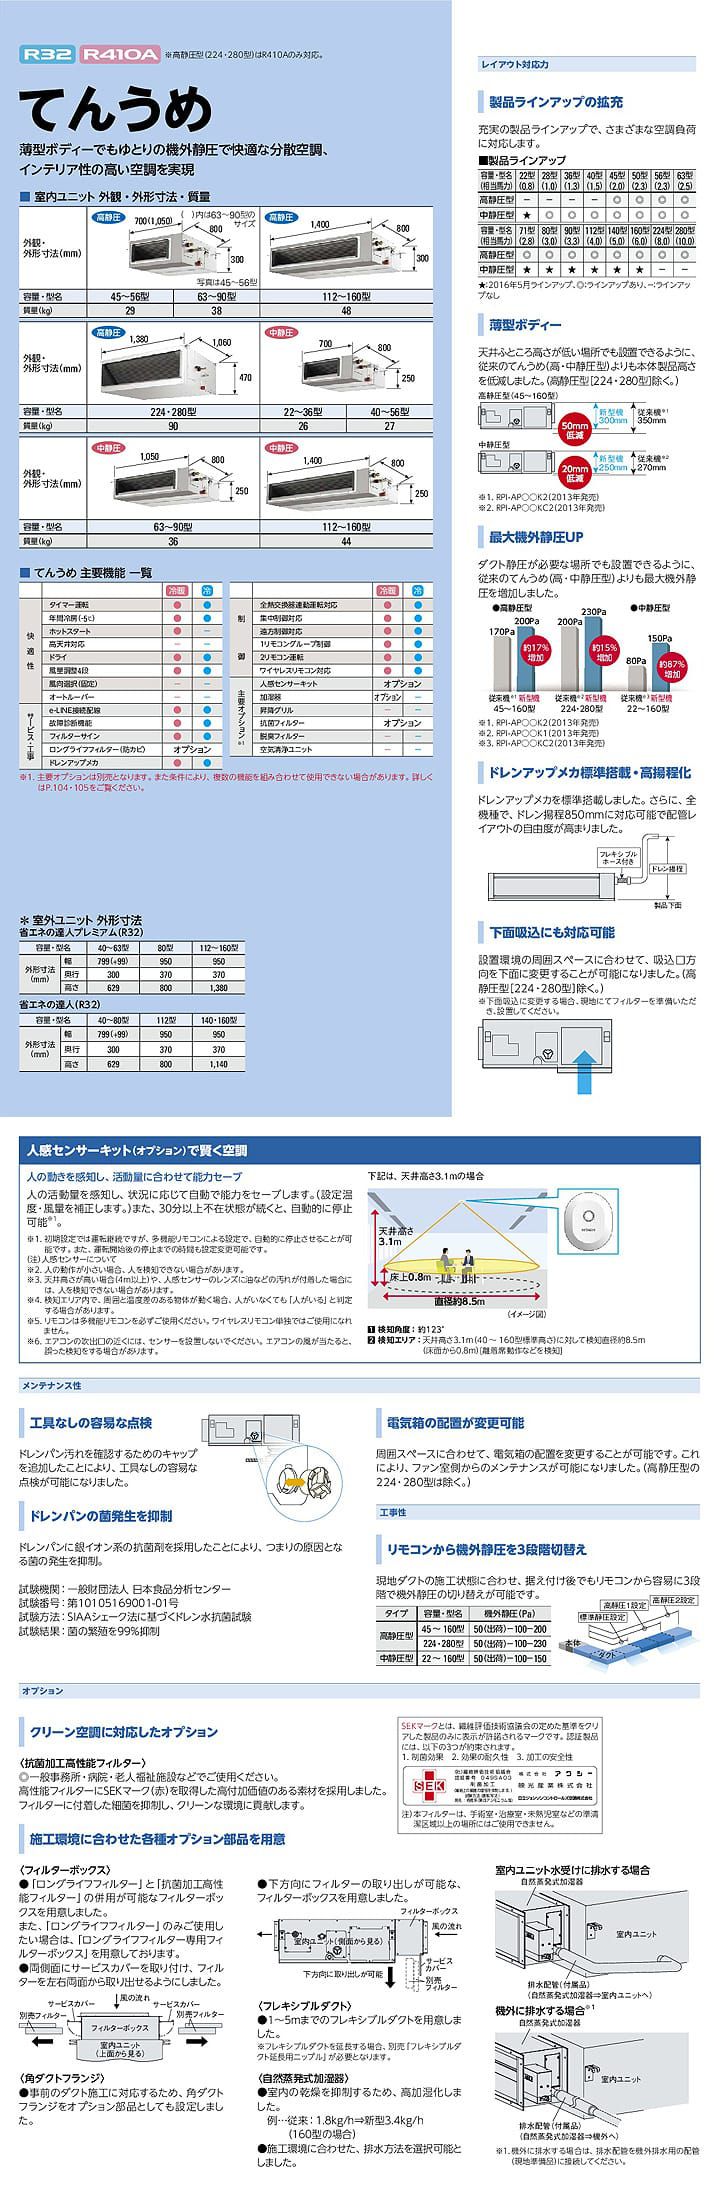 R32 R410A ※高静圧型(224・280型)はR410Aのみ対応。
てんうめ
薄型ボディーでもゆとりの機外静圧で快適な分散空調、
インテリア性の高い空調を実現
■ 室内ユニット 外観・外形寸法・質量
外観・
外形寸法(mm)
高静圧 700(1,050) ( )内は63〜90型の
サイズ
800
300
写真は45〜56型
高静圧 1,400 800 300
容量・型名 45〜56型 63〜90型 112〜160型
質量(kg) 29 38 48
外観・
外形寸法(mm)
高静圧 1,380 1,060 470
中静圧 700 800 250
容量・型名 224・280型 22〜36型 40〜56型
質量(kg) 90 26 27
外観・
外形寸法(mm)
中静圧 1,050 800 250
中静圧 1,400 800 250
容量・型名 63〜90型 112〜160型
質量(kg) 36 44
■ てんうめ 主要機能 一覧
冷暖 冷
快適性
タイマー運転 ● ●
年間冷房(-5℃) ● ●
ホットスタート ● −
高天井対応 − −
ドライ ● ●
風量調整4段 ● ●
風向選択(固定) − −
オートルーバー − −
サービス・工事
e-LINE接続配線 ● ●
故障診断機能 ● ●
フィルターサイン ● ●
ロングライフフィルター(防カビ) オプション
ドレンアップメカ ● ●
冷暖 冷
制御
全熱交換器連動運転対応 ● ●
集中制御対応 ● ●
遠方制御対応 ● ●
1リモコングループ制御 ● ●
2リモコン運転 ● ●
ワイヤレスリモコン対応 ● ●
主要オプション※1
人感センサーキット オプション
加湿器 オプション −
昇降グリル − −
抗菌フィルター オプション
脱臭フィルター − −
空気清浄ユニット − −
※1. 主要オプションは別売となります。また条件により、複数の機能を組み合わせて使用できない場合があります。詳しく
はP.104・105をご覧ください。
＊ 室外ユニット 外形寸法
省エネの達人プレミアム(R32)
容量・型名 40〜63型 80型 112〜160型
外形寸法
(mm)
幅 799(+99) 950 950
奥行 300 370 370
高さ 629 800 1,380
省エネの達人(R32)
容量・型名 40〜80型 112型 140・160型
外形寸法
(mm)
幅 799(+99) 950 950
奥行 300 370 370
高さ 629 800 1,140
レイアウト対応力
製品ラインアップの拡充
充実の製品ラインアップで、さまざまな空調負荷
に対応します。
■製品ラインアップ
容量・型名 22型 28型 36型 40型 45型 50型 56型 63型
(相当馬力) (0.8) (1.0) (1.3) (1.5) (2.0) (2.3) (2.3) (2.5)
高静圧型 − − − − ◎ ◎ ◎ ◎
中静圧型 ★ ◎ ◎ ◎ ◎ ◎ ◎ ◎
容量・型名 71型 80型 90型 112型 140型 160型 224型 280型
(相当馬力) (2.8) (3.0) (3.3) (4.0) (5.0) (6.0) (8.0) (10.0)
高静圧型 ◎ ◎ ◎ ◎ ◎ ◎ ◎ ◎
中静圧型 ★ ★ ★ ★ ★ ★ − −
★:2016年5月ラインアップ、◎:ラインアップあり、−:ラインアッ
プなし
薄型ボディー
天井ふところ高さが低い場所でも設置できるように、
従来のてんうめ(高・中静圧型)よりも本体製品高さ
を低減しました。(高静圧型[224・280型]除く。)
高静圧型(45〜160型)
50mm
低減
新型機
300mm
従来機※1
350mm
中静圧型
20mm
低減
新型機
250mm
従来機※2
270mm
※1. RPI-AP○○K2(2013年発売)
※2. RPI-AP○○KC2(2013年発売)
最大機外静圧UP
ダクト静圧が必要な場所でも設置できるように、
従来のてんうめ(高・中静圧型)よりも最大機外静
圧を増加しました。
●高静圧型 ●中静圧型
170Pa 200Pa 約17%増加
200Pa 230Pa 約15%増加
80Pa 150Pa 約87%増加
従来機※1 新型機 従来機※2 新型機 従来機※3 新型機
45〜160型 224・280型 22〜160型
※1. RPI-AP○○K2(2013年発売)
※2. RPI-AP○○K1(2013年発売)
※3. RPI-AP○○KC2(2013年発売)
ドレンアップメカ標準搭載・高揚程化
ドレンアップメカを標準搭載しました。さらに、全
機種で、ドレン揚程850mmに対応可能で配管レ
イアウトの自由度が高まりました。
フレキシブル
ホース付き
ドレン揚程
製品下面
下面吸込にも対応可能
設置環境の周囲スペースに合わせて、吸込口方
向を下面に変更することが可能になりました。(高
静圧型[224・280型]除く。)
※下面吸込に変更する場合、現地にてフィルターを準備いただ
き、設置してください。
人感センサーキット(オプション)で賢く空調
人の動きを感知し、活動量に合わせて能力セーブ
人の活動量を感知し、状況に応じて自動で能力をセーブします。(設定温
度・風量を補正します。)また、30分以上不在状態が続くと、自動的に停止
可能※1。
※1. 初期設定では運転継続ですが、多機能リモコンによる設定で、自動的に停止させることが可
能です。また、運転開始後の停止までの時間も設定変更可能です。
(注)人感センサーについて
※2. 人の動作が小さい場合、人を検知できない場合があります。
※3. 天井高さが高い場合(4m以上)や、人感センサーのレンズに油などの汚れが付着した場合に
は、人を検知できない場合があります。
※4. 検知エリア内で、周囲と温度差のある物体が動く場合、人がいなくても「人がいる」と判定
する場合があります。
※5. リモコンは多機能リモコンを必ずご使用ください。ワイヤレスリモコン単独ではご使用になれ
ません。
※6. エアコンの吹出口の近くには、センサーを設置しないでください。エアコンの風が当たると、
誤った検知をする場合があります。
下記は、天井高さ3.1mの場合
天井高さ
3.1m
床上0.8m
直径約8.5m
HITACHI
(イメージ図)
1 検知角度：約123°
2 検知エリア：天井高さ3.1m(40〜160型標準高さ)に対して検知直径約8.5m
(床面から0.8m)[離着席動作などを検知]
メンテナンス性
工具なしの容易な点検
ドレンパン汚れを確認するためのキャップ
を追加したことにより、工具なしの容易な
点検が可能になりました。
ドレンパンの菌発生を抑制
ドレンパンに銀イオン系の抗菌剤を採用したことにより、つまりの原因とな
る菌の発生を抑制。
試験機関：一般財団法人 日本食品分析センター
試験番号：第10105169001-01号
試験方法：SIAAシェーク法に基づくドレン水抗菌試験
試験結果：菌の繁殖を99%抑制
電気箱の配置が変更可能
周囲スペースに合わせて、電気箱の配置を変更することが可能です。これ
により、ファン室側からのメンテナンスが可能になりました。(高静圧型の
224・280型は除く。)
工事性
リモコンから機外静圧を3段階切替え
現地ダクトの施工状態に合わせ、据え付け後でもリモコンから容易に3段
階で機外静圧の切り替えが可能です。
タイプ 容量・型名 機外静圧(Pa)
高静圧型 45〜160型 50(出荷)−100−200
224・280型 50(出荷)−100−230
中静圧型 22〜160型 50(出荷)−100−150
高静圧2設定
高静圧1設定
標準静圧設定
本体
ダクト
オプション
クリーン空調に対応したオプション
〈抗菌加工高性能フィルター〉
◎一般事務所・病院・老人福祉施設などでご使用ください。
高性能フィルターにSEKマーク(赤)を取得した高付加価値のある素材を採用しました。
フィルターに付着した細菌を抑制し、クリーンな環境に貢献します。
SEKマークとは、繊維評価技術協議会の定めた基準をクリ
アした製品のみに表示が許諾されるマークです。認証製品
には、以下の3つが約束されます。
1. 制菌効果 2. 効果の耐久性 3. 加工の安全性
SEK
制菌加工
株式会社 アクシー
映光産業株式会社
日立ジョンソンコントロールズ空調株式会社
注)本フィルターは、手術室・治療室・未熟児室などの準清
潔区域以上の場所にはご使用できません。
施工環境に合わせた各種オプション部品を用意
〈フィルターボックス〉
●「ロングライフフィルター」と「抗菌加工高性
能フィルター」の併用が可能なフィルターボッ
クスを用意しました。
また、「ロングライフフィルター」のみご使用し
たい場合は、「ロングライフフィルター専用フィ
ルターボックス」を用意しております。
●両側面にサービスカバーを取り付け、フィル
ターを左右両面から取り出せるようにしました。
サービスカバー 風の流れ サービスカバー
別売フィルター 別売フィルター
フィルターボックス
室内ユニット
(上面から見る)
〈角ダクトフランジ〉
●事前のダクト施工に対応するため、角ダクト
フランジをオプション部品としても設定しまし
た。
●下方向にフィルターの取り出しが可能な、
フィルターボックスを用意しました。
フィルターボックス
風の流れ
室内ユニット(側面から見る)
サービス
カバー
下方向に取り出しが可能
別売
フィルター
〈フレキシブルダクト〉
●1〜5mまでのフレキシブルダクトを用意しま
した。
※フレキシブルダクトを延長する場合、別売「フレキシブルダ
クト延長用ニップル」が必要となります。
〈自然蒸発式加湿器〉
●室内の乾燥を抑制するため、高加湿化しま
した。
例…従来：1.8kg/h⇒新型3.4kg/h
(160型の場合)
●施工環境に合わせた、排水方法を選択可能と
しました。
室内ユニット水受けに排水する場合
自然蒸発式加湿器
室内ユニット
排水配管(付属品)
(自然蒸発式加湿器⇒室内ユニットへ)
機外に排水する場合※1
自然蒸発式加湿器
室内ユニット
排水配管(付属品)
(自然蒸発式加湿器⇒機外へ)
※1. 機外に排水する場合は、排水配管を機外排水用の配管
(現地準備品)に接続してください。